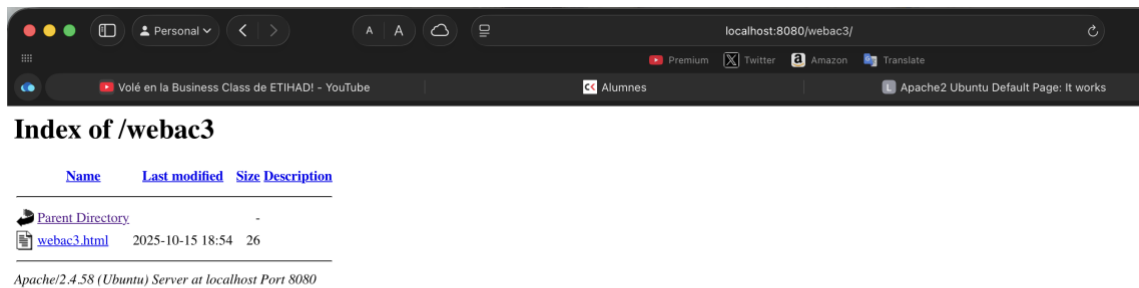 Personal
A A
localhost:8080/webac3/
Premium Twitter Amazon Translate
Volé en la Business Class de ETIHAD! - YouTube Alumnes Apache2 Ubuntu Default Page: It works
Index of /webac3
Name Last modified Size Description
Parent Directory -
webac3.html 2025-10-15 18:54 26
Apache/2.4.58 (Ubuntu) Server at localhost Port 8080